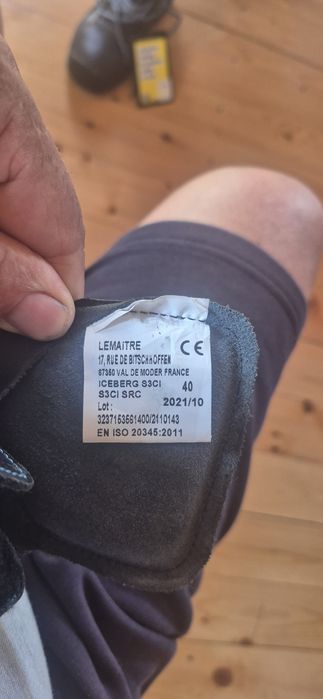 LEMAITRE
17, RUE DE BITSCHHOFFEN
67350 VAL DE MODER FRANCE
ICEBERG S3CI
S3CI SRC
40
2021/10
Lot :
3237153561400/2110143
EN ISO 20345:2011
CE